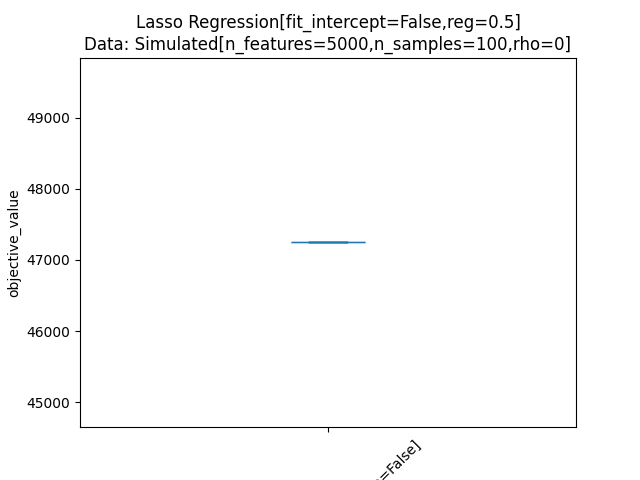 Lasso Regression[fit_intercept=False,reg=0.5]
Data: Simulated[n_features=5000,n_samples=100,rho=0]
objective_value
49000
48000
47000
46000
45000
=False]